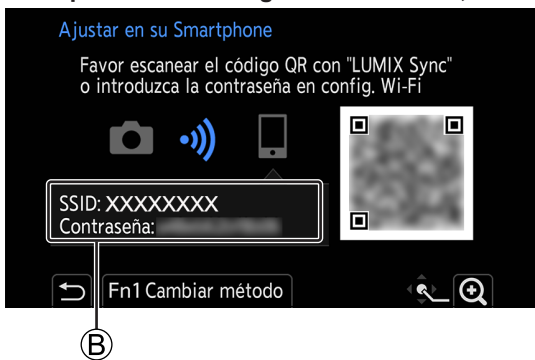 Ajustar en su Smartphone
Favor escanear el código QR con "LUMIX Sync"
o introduzca la contraseña en config. Wi-Fi
SSID: XXXXXXXX
Contraseña:
Fn1 Cambiar método
B